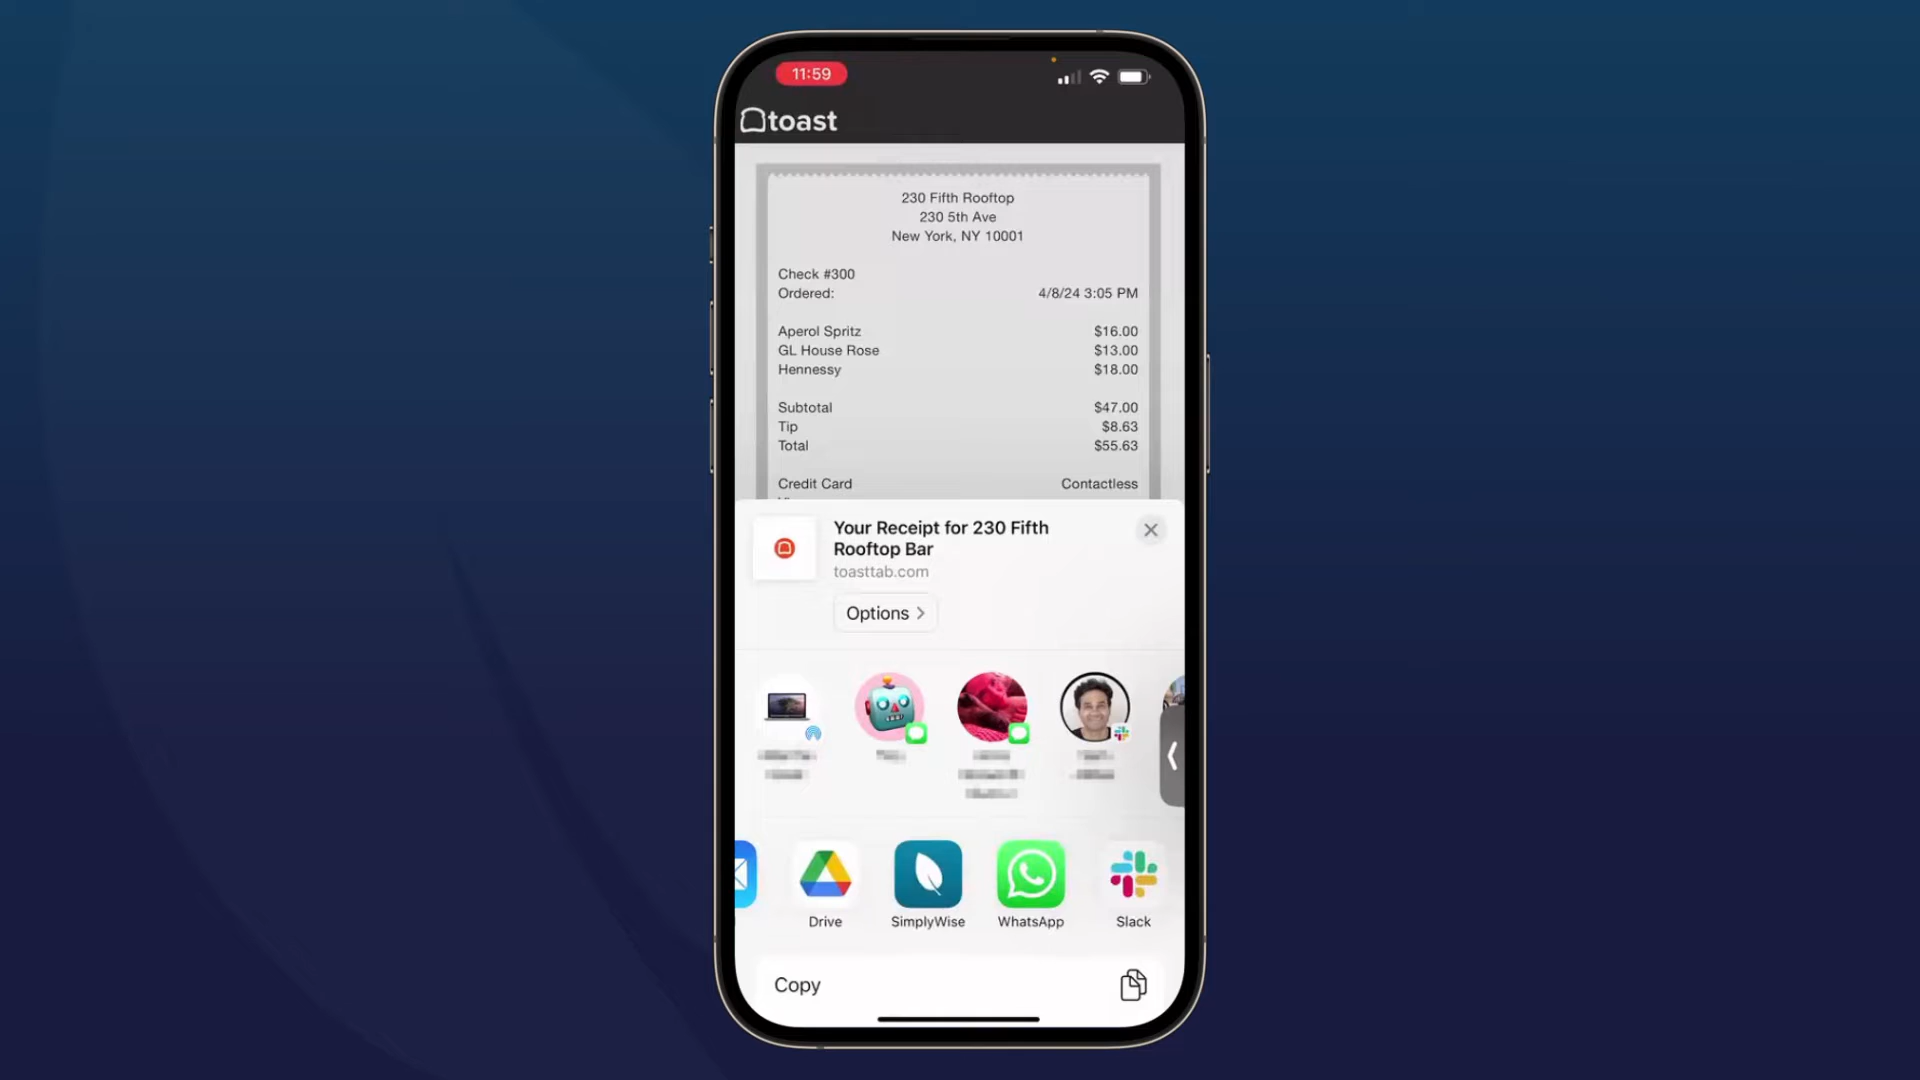 11:59
toast
230 Fifth Rooftop
230 5th Ave
New York, NY 10001
Check #300
Ordered: 4/8/24 3:05 PM
Aperol Spritz $16.00
GL House Rose $13.00
Hennessy $18.00
Subtotal $47.00
Tip $8.63
Total $55.63
Credit Card Contactless
Your Receipt for 230 Fifth
Rooftop Bar
toasttab.com
Options
Drive SimplyWise WhatsApp Slack
Copy